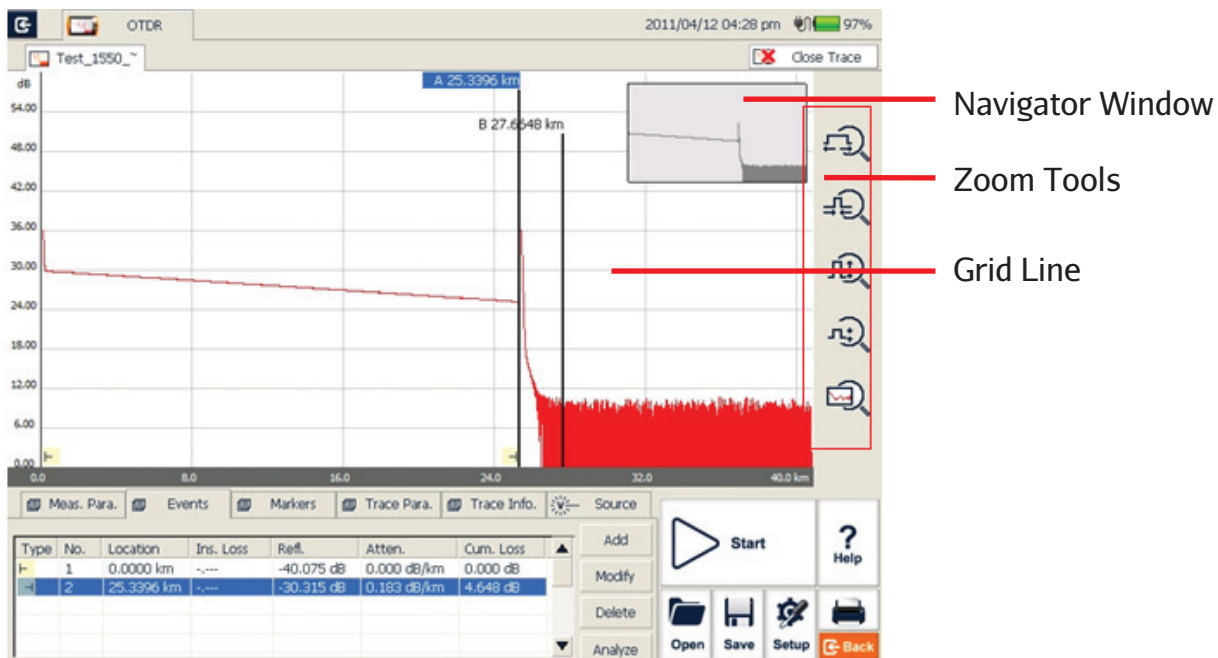 OTDR 2011/04/12 04:28 pm 97%
Test_1550_~ Close Trace
dB
A 25.3396 km
B 27.6548 km
54.00
48.00
42.00
36.00
30.00
24.00
18.00
12.00
6.00
0.00
0.0 8.0 16.0 24.0 32.0 40.0 km
Navigator Window
Zoom Tools
Grid Line
Meas. Para. Events Markers Trace Para. Trace Info. Source
Type No. Location Ins. Loss Refl. Atten. Cum. Loss
1 0.0000 km -.--- -40.075 dB 0.000 dB/km 0.000 dB
2 25.3396 km -.--- -30.315 dB 0.183 dB/km 4.648 dB
Add
Modify
Delete
Analyze
Start
? Help
Open Save Setup Back